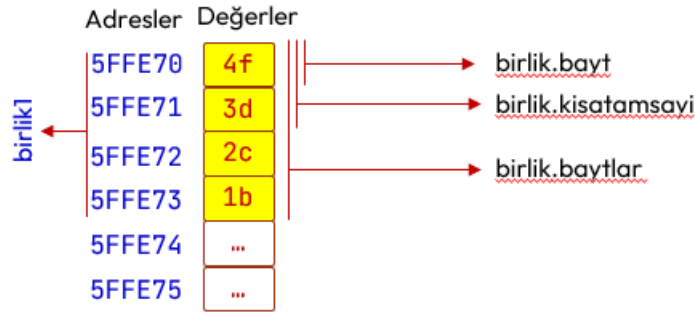 Adresler Değerler
5FFE70 4f birlik.bayt
5FFE71 3d birlik.kisatamsayi
birlik1
5FFE72 2c birlik.baytlar
5FFE73 1b
5FFE74 …
5FFE75 …